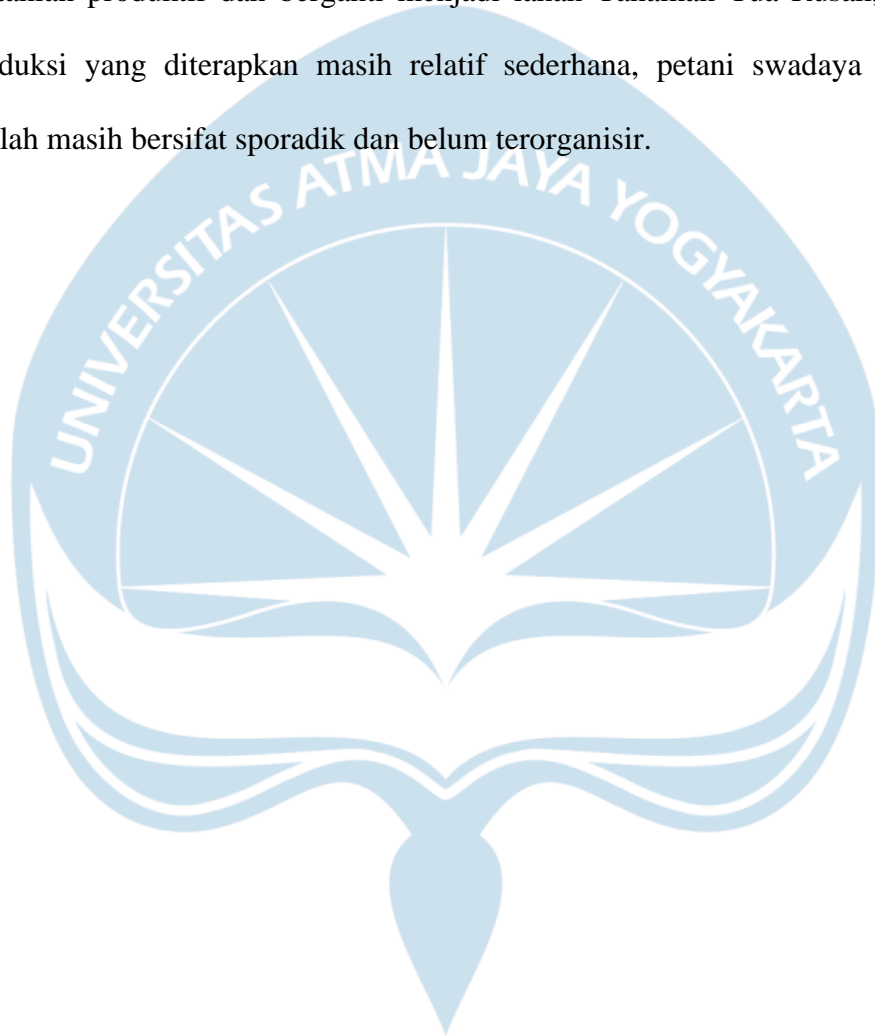 produktif dan berganti menjadi lahan Tanaman Tua Rusak,
duksi yang diterapkan masih relatif sederhana, petani swadaya
lah masih bersifat sporadik dan belum terorganisir.
UNIVERSITAS ATMA JAYA YOGYAKARTA